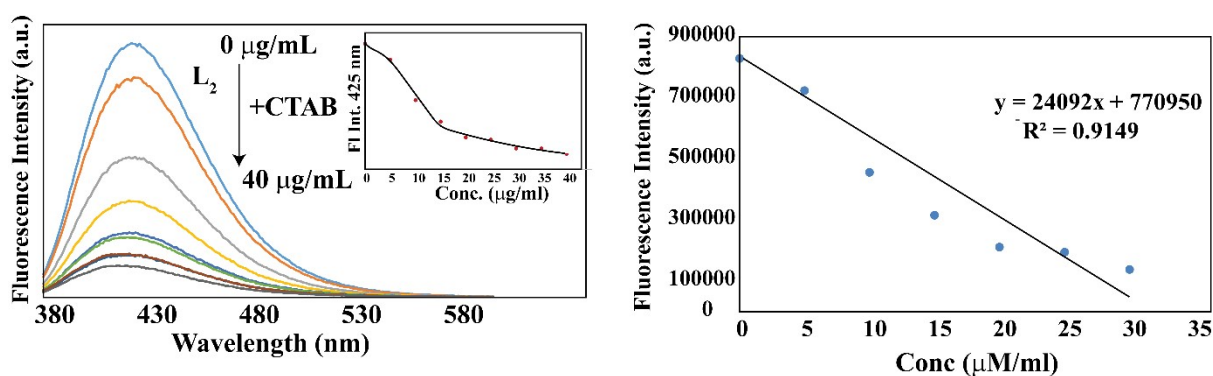 Fluorescence Intensity (a.u.)
0 µg/mL
L2
+CTAB
40 µg/mL
FI Int. 425 nm
0 5 10 15 20 25 30 35 40
Conc. (µg/ml)
380 430 480 530 580
Wavelength (nm)
Fluorescence Intensity (a.u.)
900000
700000
500000
300000
100000
0
y = 24092x + 770950
R² = 0.9149
0 5 10 15 20 25 30 35
Conc (µM/ml)